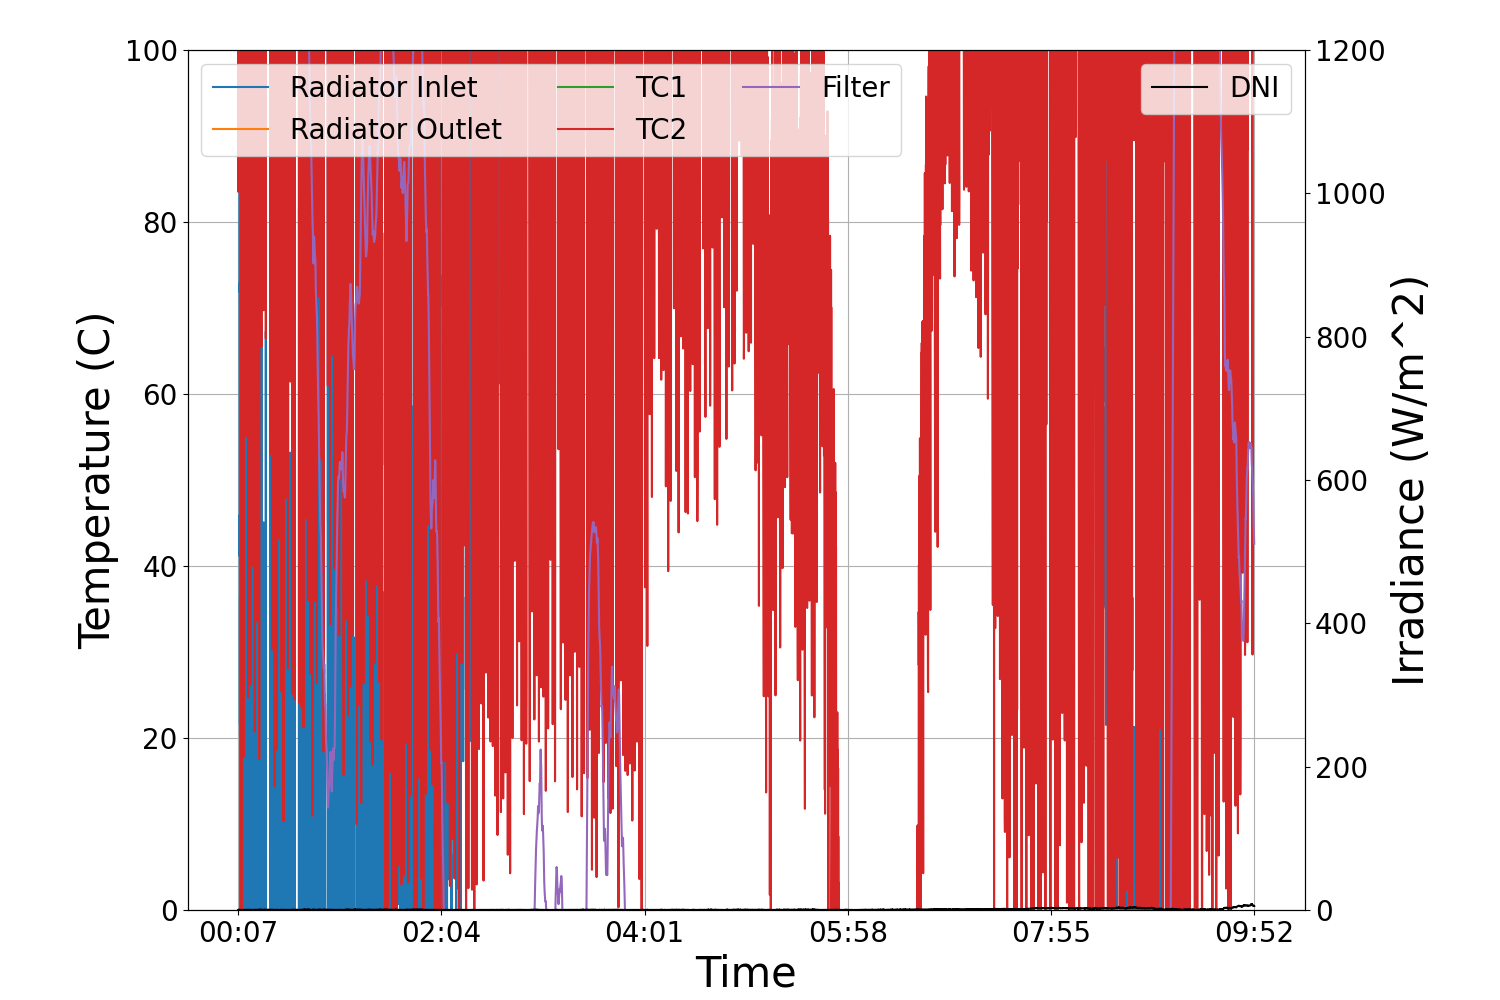 100
80
60
40
20
0
Temperature (C)
Radiator Inlet
Radiator Outlet
TC1
TC2
Filter
DNI
1200
1000
800
600
400
200
0
Irradiance (W/m^2)
00:07 02:04 04:01 05:58 07:55 09:52
Time